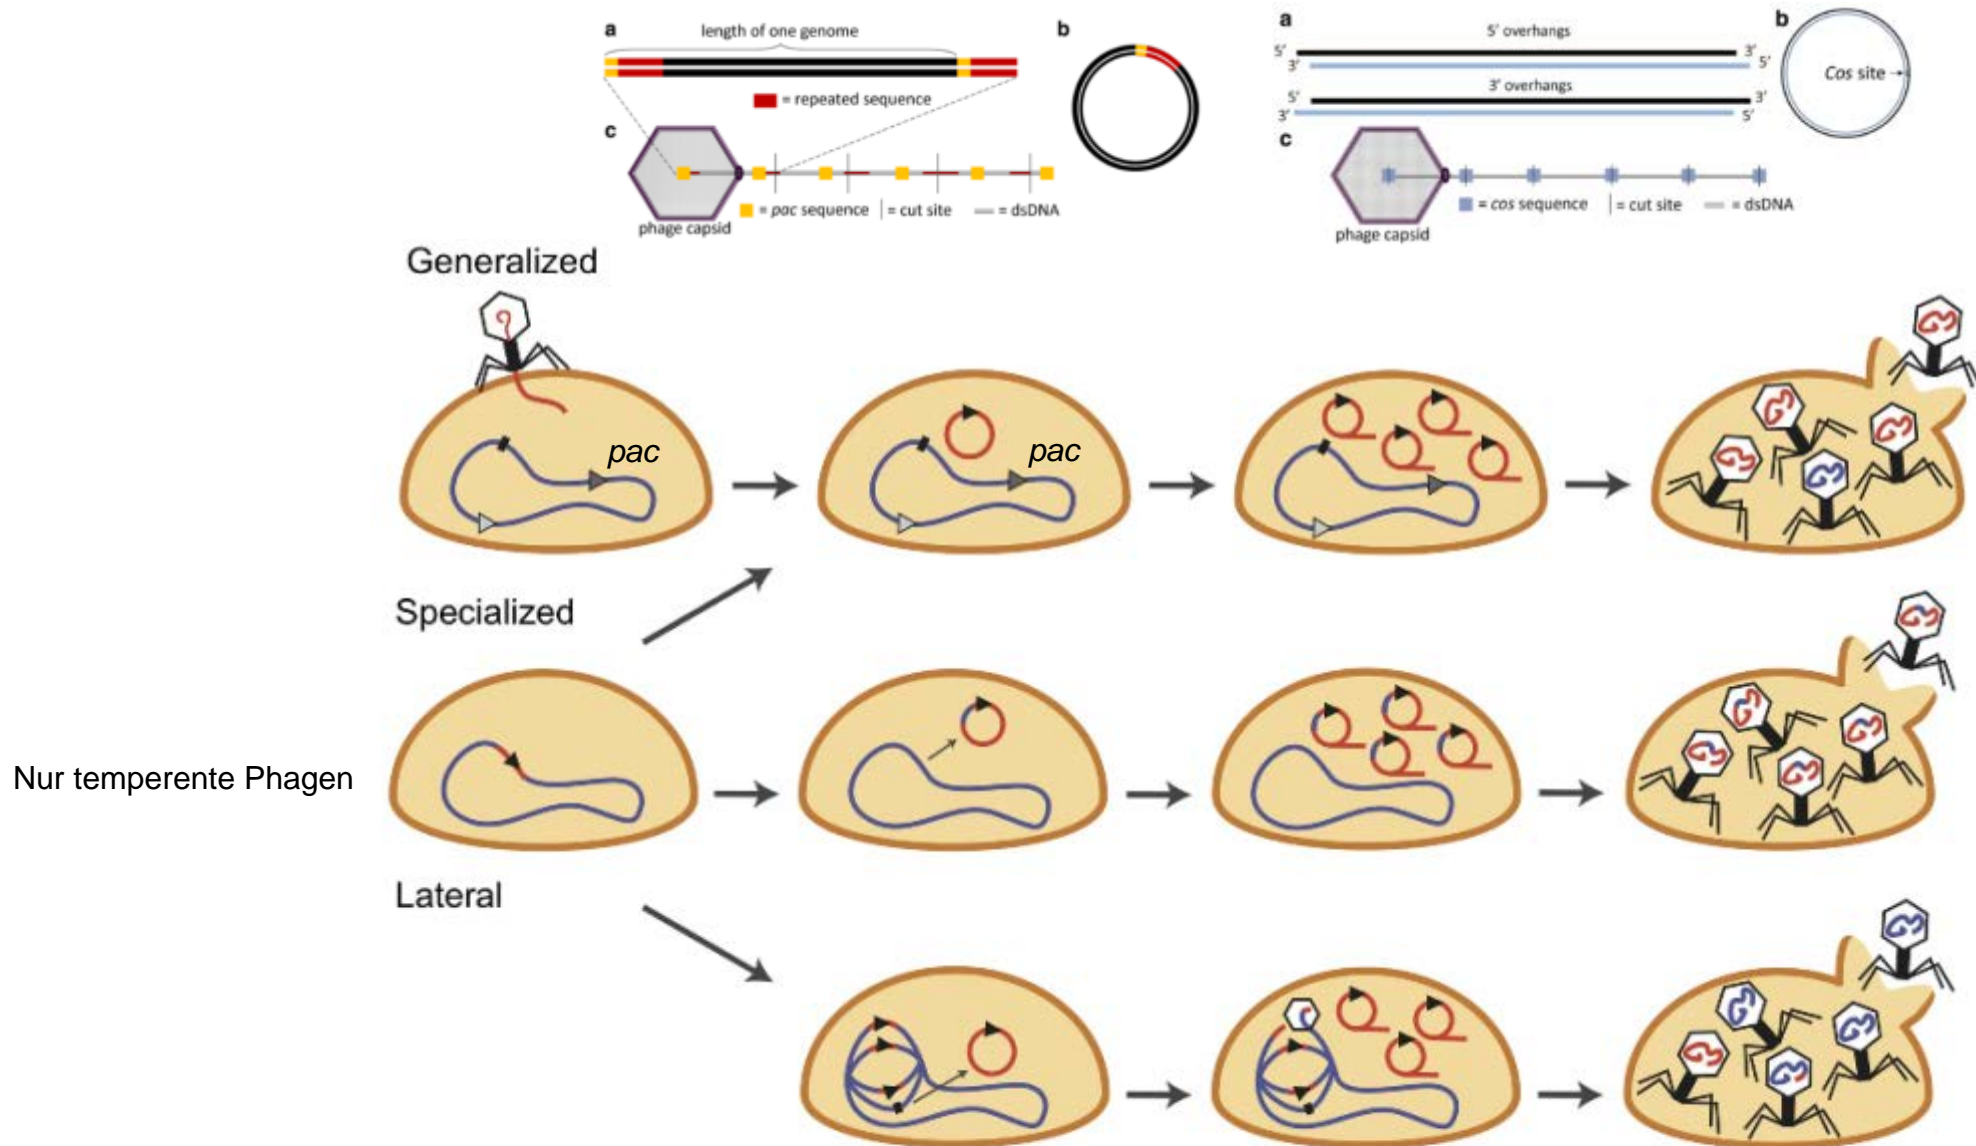 a
length of one genome
b
= repeated sequence
c
= pac sequence
= cut site
= dsDNA
phage capsid
a
5' overhangs
b
5'
3'
3'
5'
Cos site
3' overhangs
5'
3'
3'
5'
c
= cos sequence
= cut site
= dsDNA
phage capsid
Generalized
pac
pac
Specialized
Nur temperente Phagen
Lateral